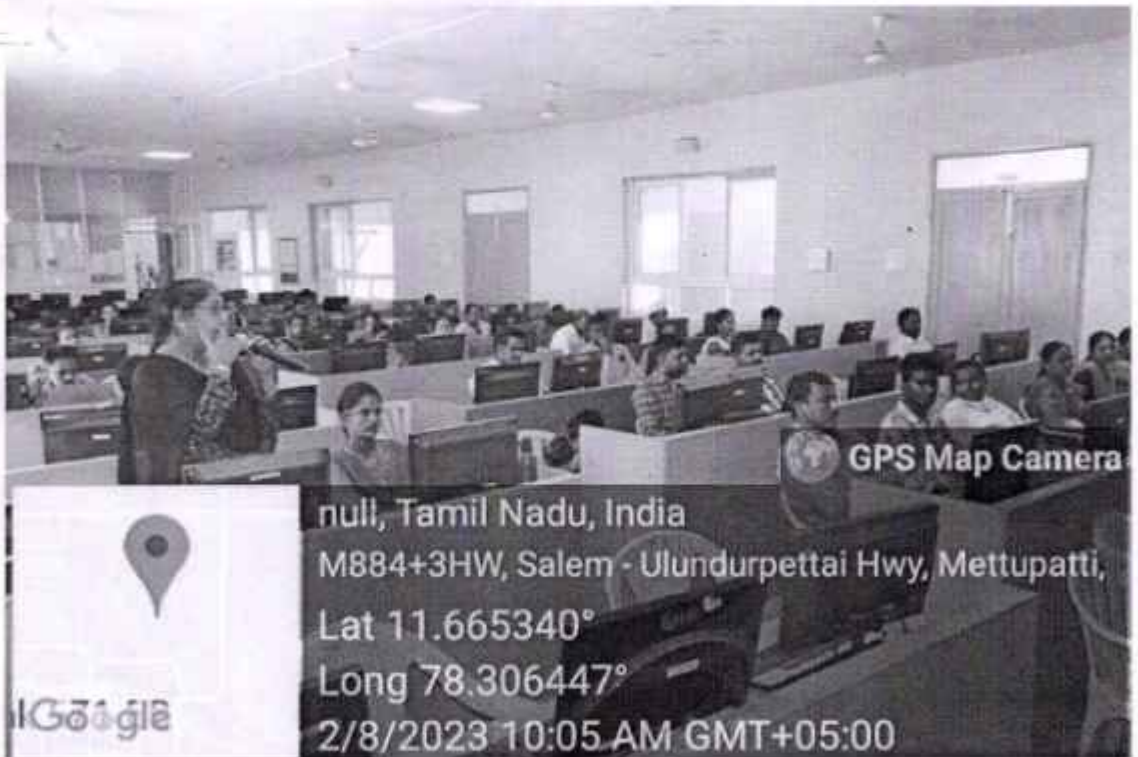 GPS Map Camera
null, Tamil Nadu, India
M884+3HW, Salem - Ulundurpettai Hwy, Mettupatti,
Lat 11.665340°
Long 78.306447°
2/8/2023 10:05 AM GMT+05:00
Google